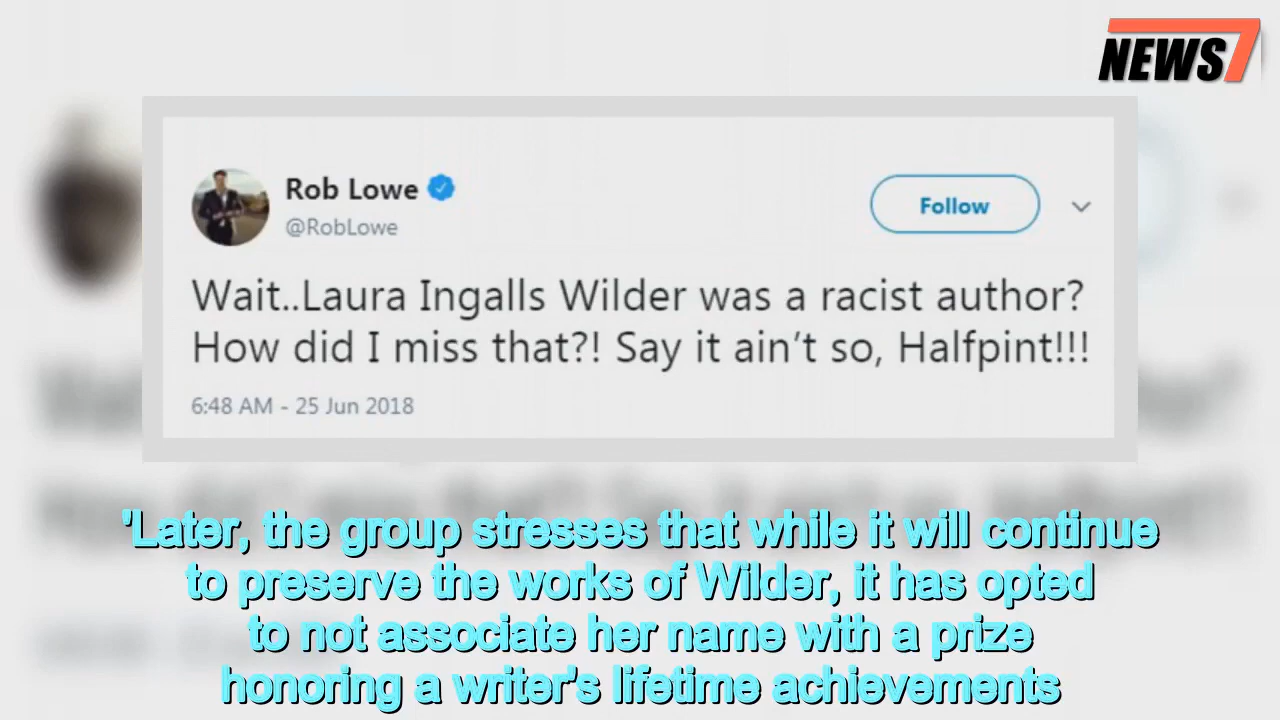 NEWS7
Rob Lowe
@RobLowe
Follow
Wait..Laura Ingalls Wilder was a racist author?
How did I miss that?! Say it ain’t so, Halfpint!!!
6:48 AM - 25 Jun 2018
'Later, the group stresses that while it will continue
to preserve the works of Wilder, it has opted
to not associate her name with a prize
honoring a writer's lifetime achievements